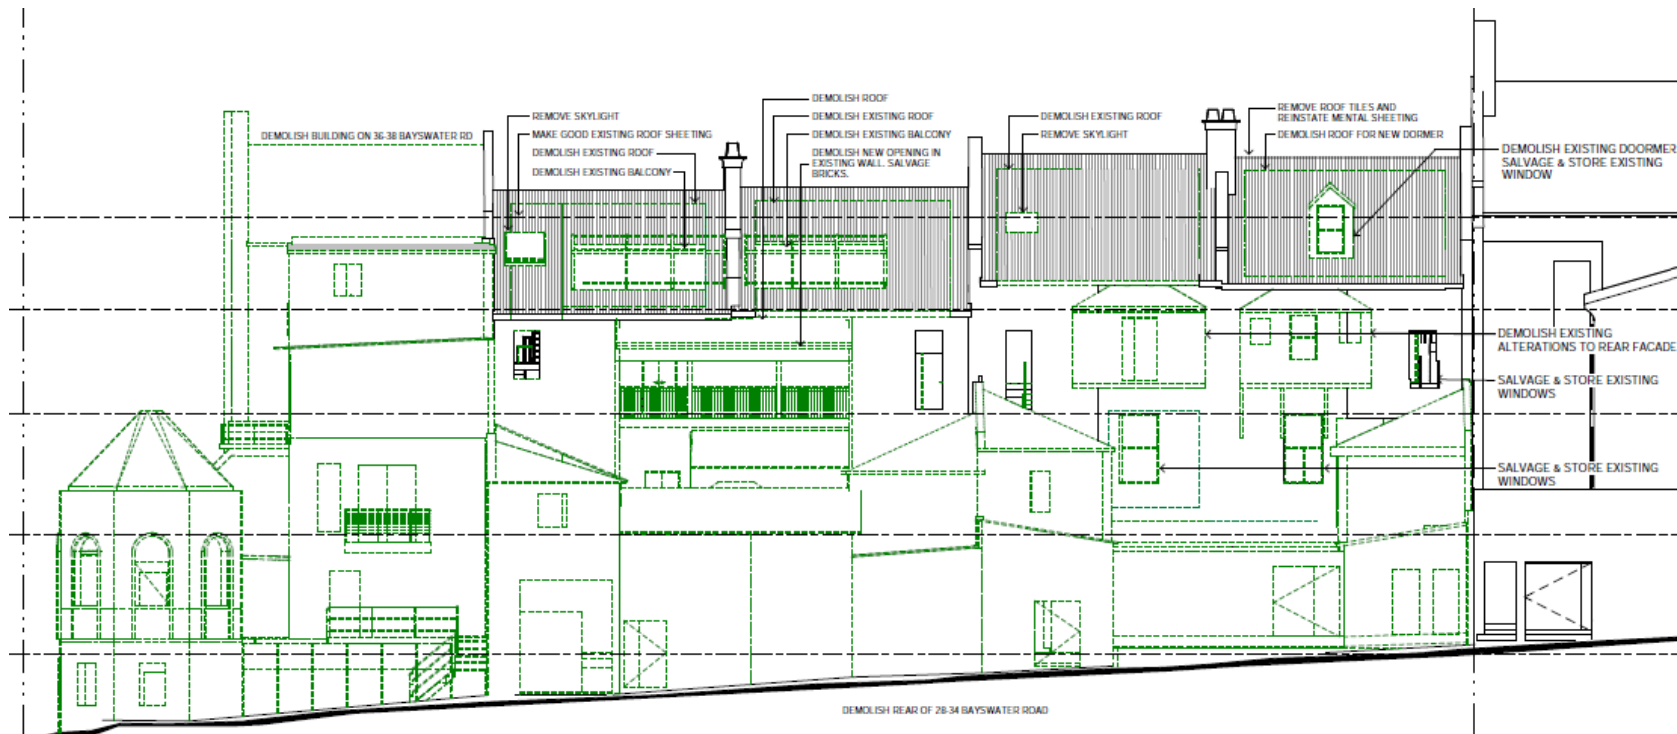 DEMOLISH BUILDING ON 36-38 BAYSWATER RD
REMOVE SKYLIGHT
MAKE GOOD EXISTING ROOF SHEETING
DEMOLISH EXISTING ROOF
DEMOLISH EXISTING BALCONY
DEMOLISH ROOF
DEMOLISH EXISTING ROOF
DEMOLISH EXISTING BALCONY
DEMOLISH NEW OPENING IN
EXISTING WALL. SALVAGE
BRICKS.
DEMOLISH EXISTING ROOF
REMOVE SKYLIGHT
REMOVE ROOF TILES AND
REINSTATE MENTAL SHEETING
DEMOLISH ROOF FOR NEW DORMER
DEMOLISH EXISTING DOORMER
SALVAGE & STORE EXISTING
WINDOW
DEMOLISH EXISTING
ALTERATIONS TO REAR FACADE
SALVAGE & STORE EXISTING
WINDOWS
SALVAGE & STORE EXISTING
WINDOWS
DEMOLISH REAR OF 28-34 BAYSWATER ROAD